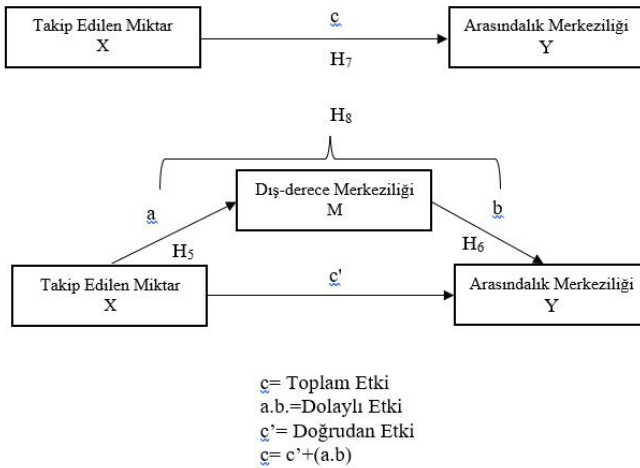 c
Takip Edilen Miktar
X
Arasındalık Merkeziliği
Y
H7
H8
Dış-derece Merkeziliği
M
a
b
H5
H6
Takip Edilen Miktar
X
c'
Arasındalık Merkeziliği
Y
c= Toplam Etki
a.b.=Dolaylı Etki
c’= Doğrudan Etki
c= c’+(a.b)